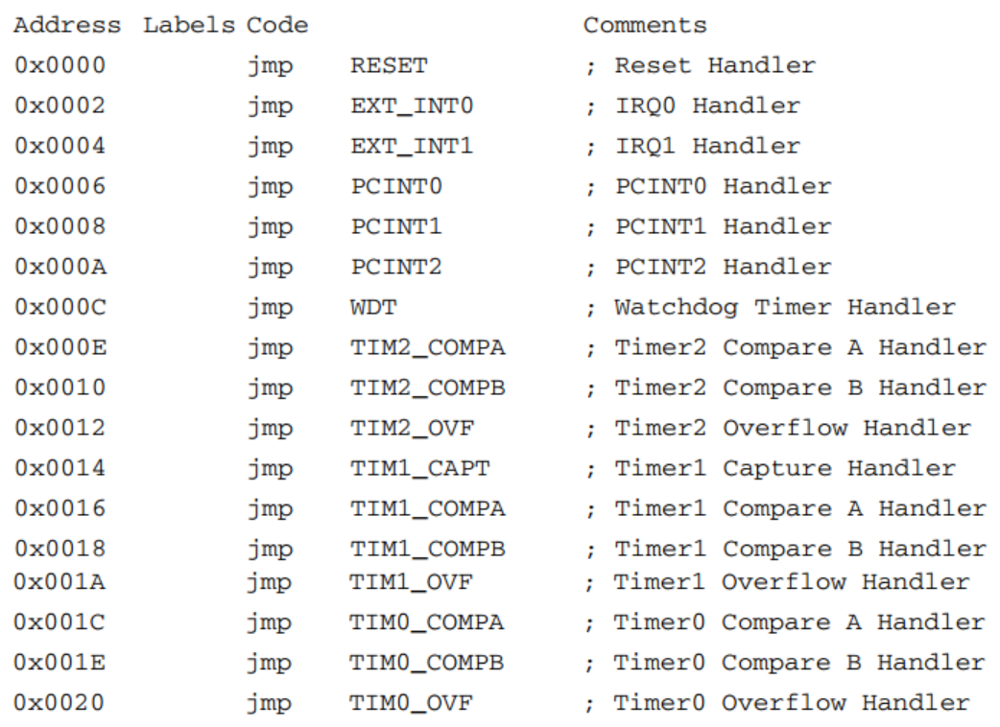 Address Labels Code Comments
0x0000 jmp RESET ; Reset Handler
0x0002 jmp EXT_INT0 ; IRQ0 Handler
0x0004 jmp EXT_INT1 ; IRQ1 Handler
0x0006 jmp PCINT0 ; PCINT0 Handler
0x0008 jmp PCINT1 ; PCINT1 Handler
0x000A jmp PCINT2 ; PCINT2 Handler
0x000C jmp WDT ; Watchdog Timer Handler
0x000E jmp TIM2_COMPA ; Timer2 Compare A Handler
0x0010 jmp TIM2_COMPB ; Timer2 Compare B Handler
0x0012 jmp TIM2_OVF ; Timer2 Overflow Handler
0x0014 jmp TIM1_CAPT ; Timer1 Capture Handler
0x0016 jmp TIM1_COMPA ; Timer1 Compare A Handler
0x0018 jmp TIM1_COMPB ; Timer1 Compare B Handler
0x001A jmp TIM1_OVF ; Timer1 Overflow Handler
0x001C jmp TIM0_COMPA ; Timer0 Compare A Handler
0x001E jmp TIM0_COMPB ; Timer0 Compare B Handler
0x0020 jmp TIM0_OVF ; Timer0 Overflow Handler